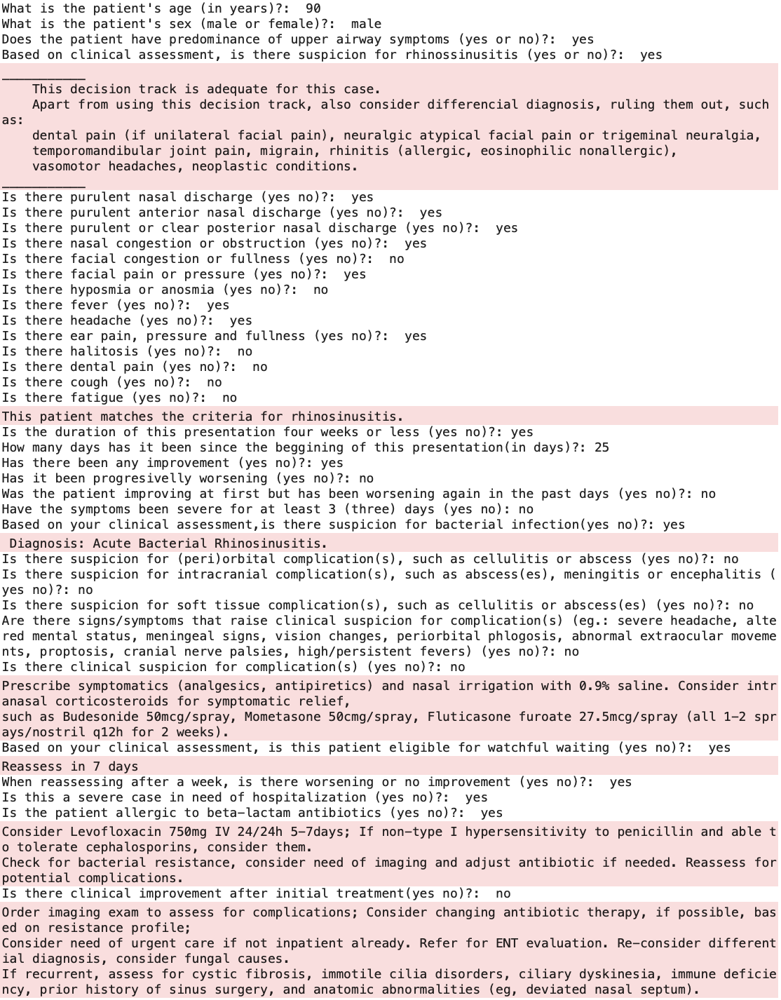 What is the patient's age (in years)?:  90
What is the patient's sex (male or female)?:  male
Does the patient have predominance of upper airway symptoms (yes or no)?:  yes
Based on clinical assessment, is there suspicion for rhinossinusitis (yes or no)?:  yes
___________
    This decision track is adequate for this case.
    Apart from using this decision track, also consider differencial diagnosis, ruling them out, such
as:
    dental pain (if unilateral facial pain), neuralgic atypical facial pain or trigeminal neuralgia,
    temporomandibular joint pain, migrain, rhinitis (allergic, eosinophilic nonallergic),
    vasomotor headaches, neoplastic conditions.
___________
Is there purulent nasal discharge (yes no)?:  yes
Is there purulent anterior nasal discharge (yes no)?:  yes
Is there purulent or clear posterior nasal discharge (yes no)?:  yes
Is there nasal congestion or obstruction (yes no)?:  yes
Is there facial congestion or fullness (yes no)?:  no
Is there facial pain or pressure (yes no)?:  yes
Is there hyposmia or anosmia (yes no)?:  no
Is there fever (yes no)?:  yes
Is there headache (yes no)?:  yes
Is there ear pain, pressure and fullness (yes no)?:  yes
Is there halitosis (yes no)?:  no
Is there dental pain (yes no)?:  no
Is there cough (yes no)?:  no
Is there fatigue (yes no)?:  no
This patient matches the criteria for rhinosinusitis.
Is the duration of this presentation four weeks or less (yes no)?: yes
How many days has it been since the beggining of this presentation(in days)?: 25
Has there been any improvement (yes no)?: yes
Has it been progresivelly worsening (yes no)?: no
Was the patient improving at first but has been worsening again in the past days (yes no)?: no
Have the symptoms been severe for at least 3 (three) days (yes no): no
Based on your clinical assessment,is there suspicion for bacterial infection(yes no)?: yes
 Diagnosis: Acute Bacterial Rhinosinusitis.
Is there suspicion for (peri)orbital complication(s), such as cellulitis or abscess (yes no)?: no
Is there suspicion for intracranial complication(s), such as abscess(es), meningitis or encephalitis (
yes no)?: no
Is there suspicion for soft tissue complication(s), such as cellulitis or abscess(es) (yes no)?: no
Are there signs/symptoms that raise clinical suspicion for complication(s) (eg.: severe headache, alte
red mental status, meningeal signs, vision changes, periorbital phlogosis, abnormal extraocular moveme
nts, proptosis, cranial nerve palsies, high/persistent fevers) (yes no)?: no
Is there clinical suspicion for complication(s) (yes no)?: no
Prescribe symptomatics (analgesics, antipiretics) and nasal irrigation with 0.9% saline. Consider intr
anasal corticosteroids for symptomatic relief,
such as Budesonide 50mcg/spray, Mometasone 50cmg/spray, Fluticasone furoate 27.5mcg/spray (all 1-2 spr
ays/nostril q12h for 2 weeks).
Based on your clinical assessment, is this patient eligible for watchful waiting (yes no)?:  yes
Reassess in 7 days
When reassessing after a week, is there worsening or no improvement (yes no)?:  yes
Is this a severe case in need of hospitalization (yes no)?:  yes
Is the patient allergic to beta-lactam antibiotics (yes no)?:  yes
Consider Levofloxacin 750mg IV 24/24h 5-7days; If non-type I hypersensitivity to penicillin and able t
o tolerate cephalosporins, consider them.
Check for bacterial resistance, consider need of imaging and adjust antibiotic if needed. Reassess for
potential complications.
Is there clinical improvement after initial treatment(yes no)?:  no
Order imaging exam to assess for complications; Consider changing antibiotic therapy, if possible, bas
ed on resistance profile;
Consider need of urgent care if not inpatient already. Refer for ENT evaluation. Re-consider different
ial diagnosis, consider fungal causes.
If recurrent, assess for cystic fibrosis, immotile cilia disorders, ciliary dyskinesia, immune deficie
ncy, prior history of sinus surgery, and anatomic abnormalities (eg, deviated nasal septum).